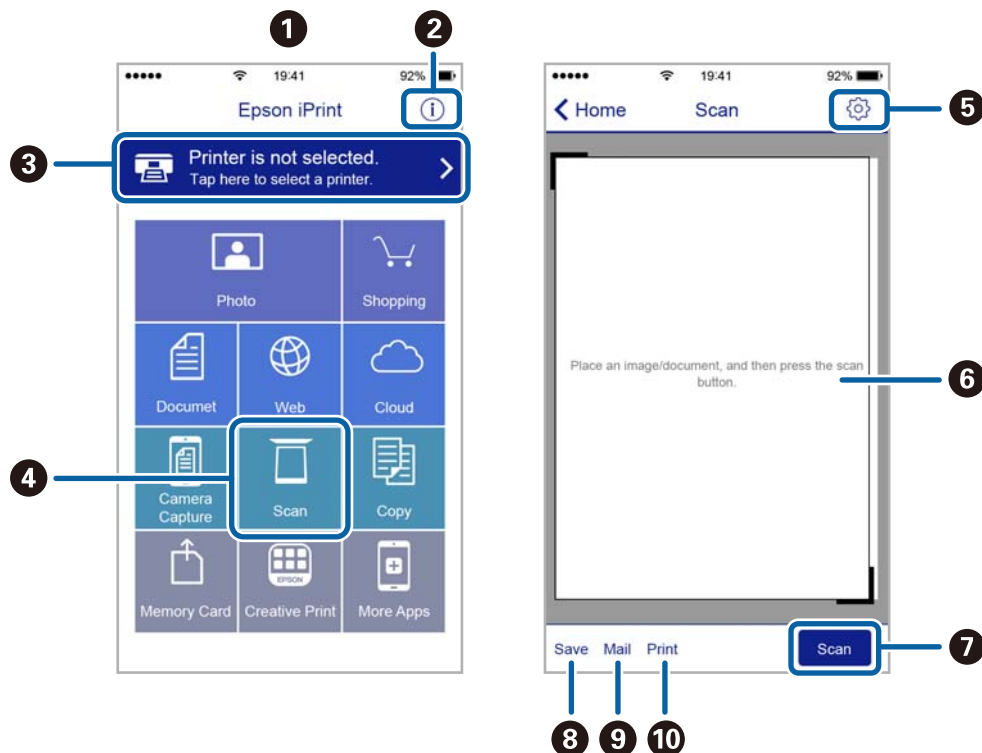 1
2
19:41
92%
Epson iPrint
i
3
Printer is not selected.
Tap here to select a printer.
Photo
Shopping
Documet
Web
Cloud
4
Camera
Capture
Scan
Copy
EPSON
Memory Card
Creative Print
More Apps
19:41
92%
Home
Scan
5
Place an image/document, and then press the scan
button.
6
Save
Mail
Print
Scan
7
8
9
10